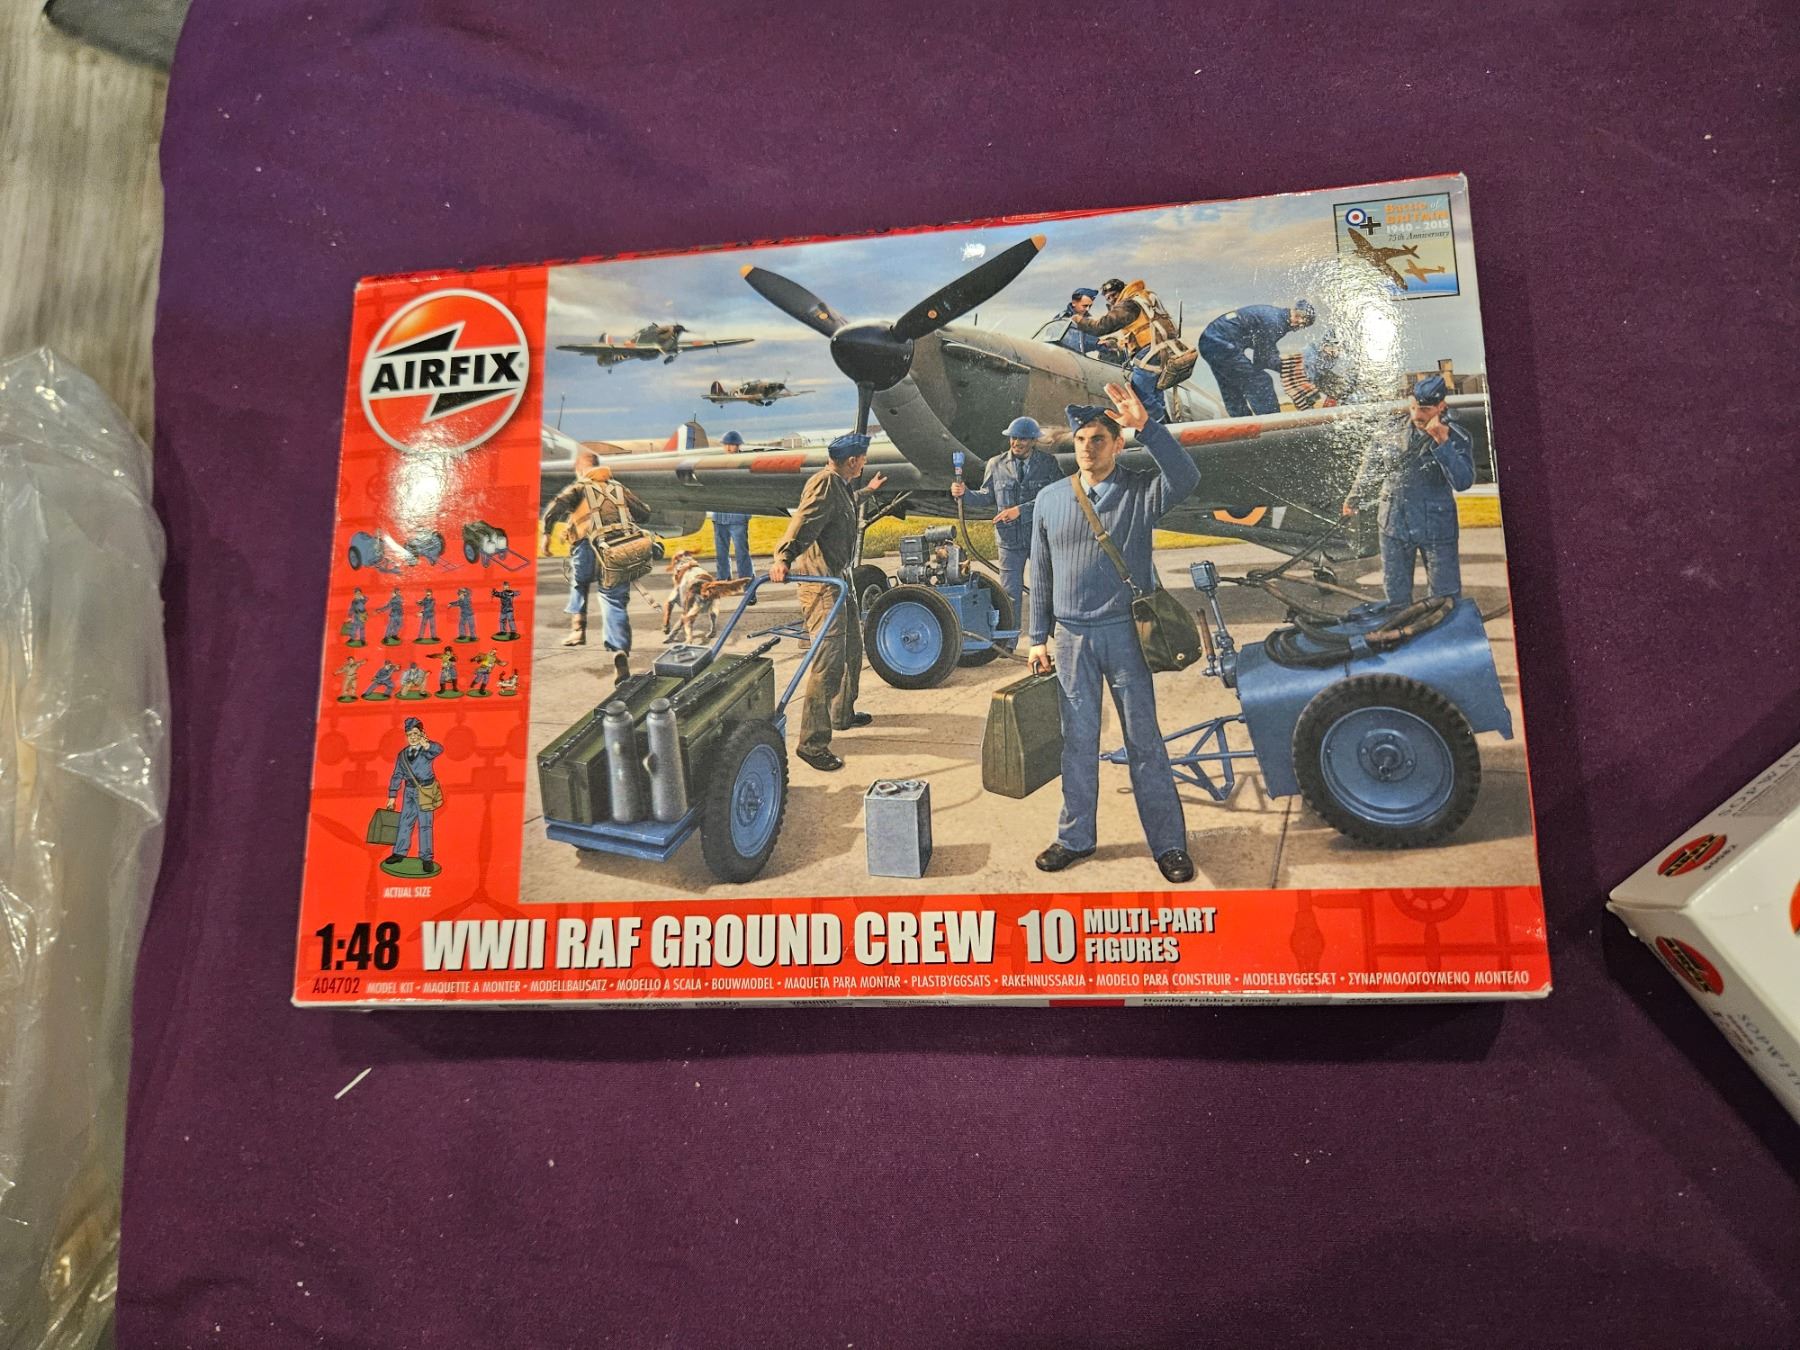 AIRFIX
Battle of
BRITAIN
1940 - 2015
75th Anniversary
ACTUAL SIZE
1:48 WWII RAF GROUND CREW 10 MULTI-PART
FIGURES
A04702 MODEL KIT • MAQUETTE A MONTER • MODELLBAUSATZ • MODELLO A SCALA • BOUWMODEL • MAQUETA PARA MONTAR • PLASTBYGGSATS • RAKENNUSSARJA • MODELO PARA CONSTRUIR • MODELBYGGESÆT • ΣΥΝΑΡΜΟΛΟΓΟΥΜΕΝΟ ΜΟΝΤΕΛΟ
Hornby Hobbies Limited